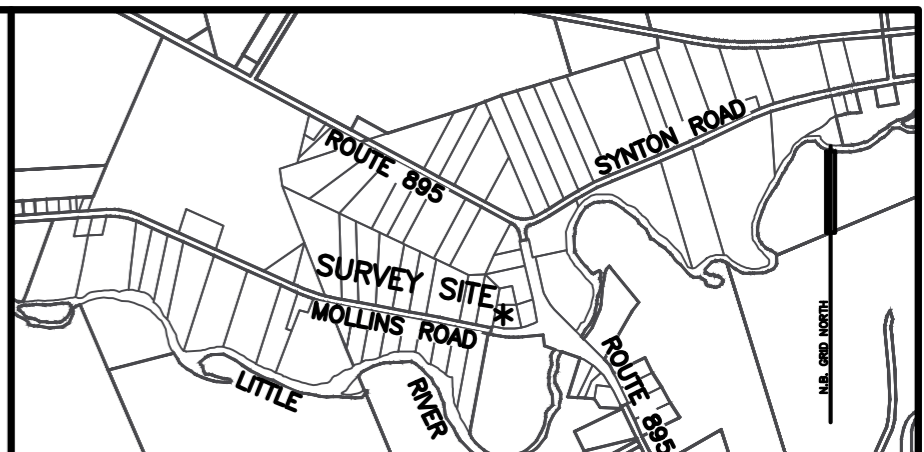 ROUTE 895
SYNTON ROAD
SURVEY SITE
*
MOLLINS ROAD
LITTLE RIVER
ROUTE 895
N.B. GRID NORTH